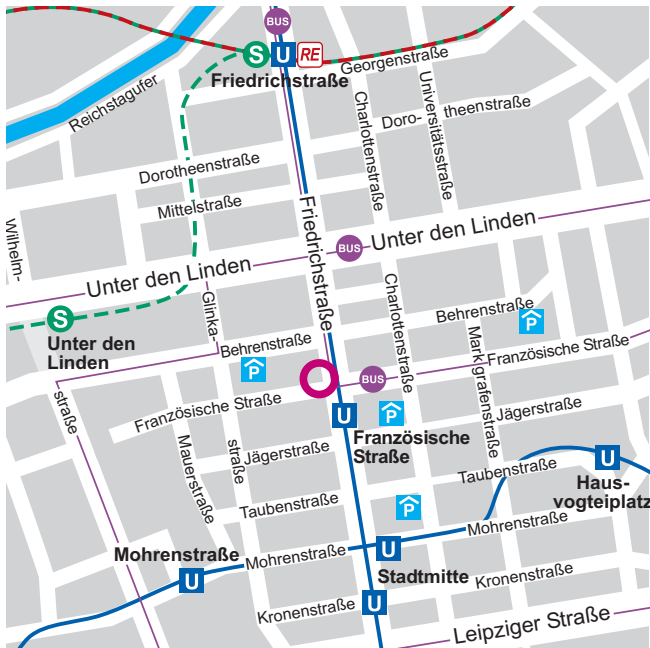 BUS
S
U
RE
Friedrichstraße
Georgenstraße
Reichstagufer
Charlottenstraße
Universitätsstraße
Doro-
theenstraße
Dorotheenstraße
Mittelstraße
Friedrichstraße
Wilhelm-
BUS
Unter den Linden
Unter den Linden
S
Unter den
Linden
Glinka-
Charlottenstraße
Behrenstraße
Behrenstraße
P
Markgrafenstraße
Französische Straße
P
BUS
straße
Französische Straße
U
P
Französische
Straße
Jägerstraße
Mauerstraße
straße
Jägerstraße
Taubenstraße
U
Haus-
vogteiplatz
Taubenstraße
P
Mohrenstraße
Mohrenstraße
U
Mohrenstraße
U
Stadtmitte
Kronenstraße
Kronenstraße
U
Leipziger Straße